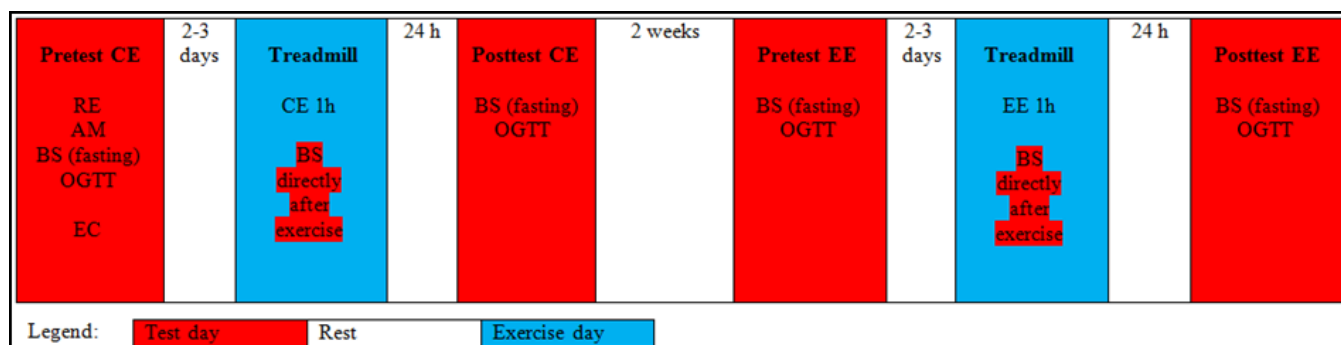 Pretest CE
RE
AM
BS (fasting)
OGTT
EC
2-3
days
Treadmill
CE 1h
BS
directly
after
exercise
24 h
Posttest CE
BS (fasting)
OGTT
2 weeks
Pretest EE
BS (fasting)
OGTT
2-3
days
Treadmill
EE 1h
BS
directly
after
exercise
24 h
Posttest EE
BS (fasting)
OGTT
Legend:
Test day
Rest
Exercise day